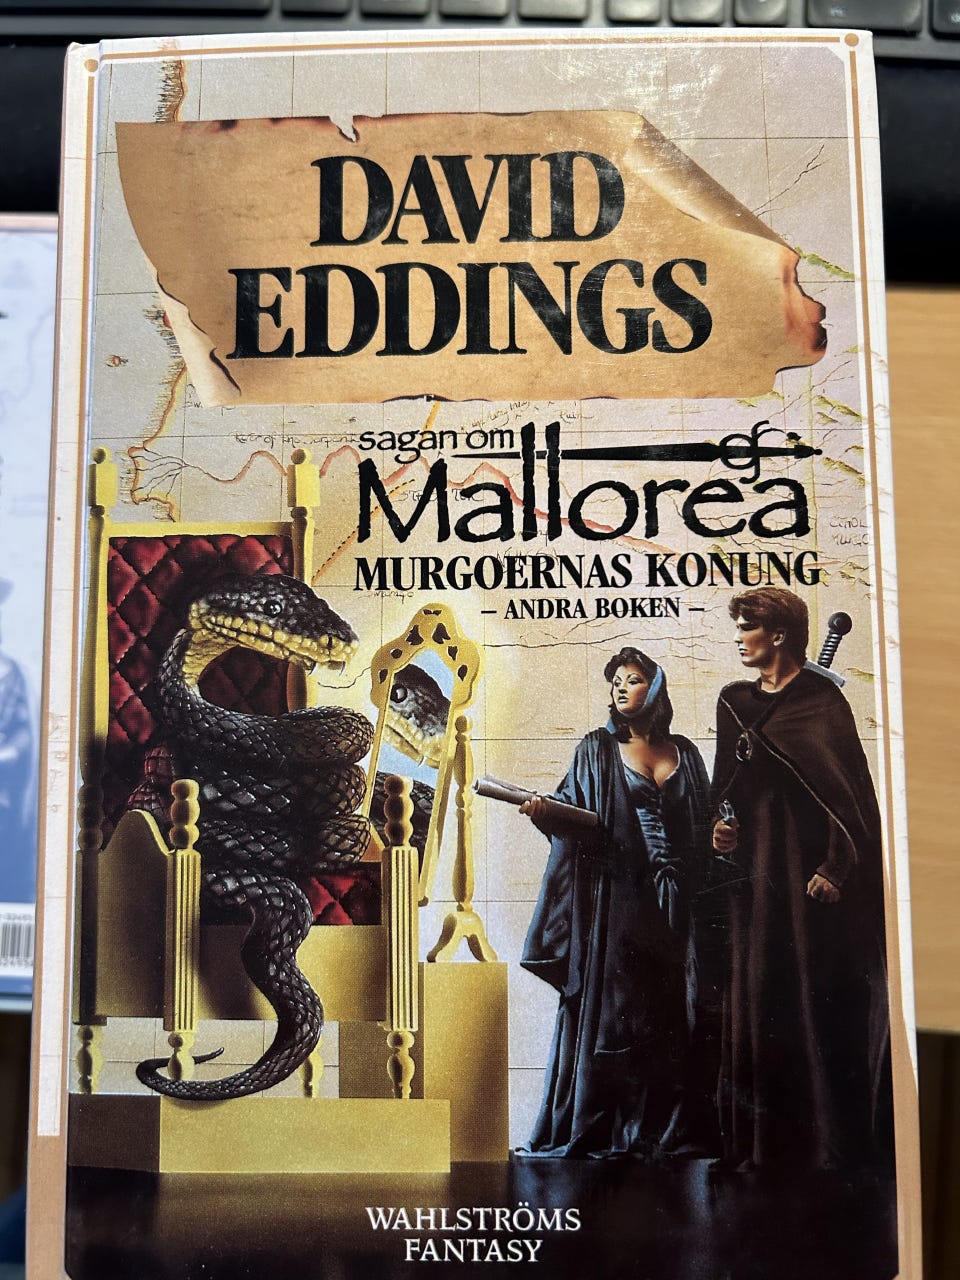 DAVID
EDDINGS
sagan om
Mallorea
MURGOERNAS KONUNG
– ANDRA BOKEN –
WAHLSTRÖMS
FANTASY